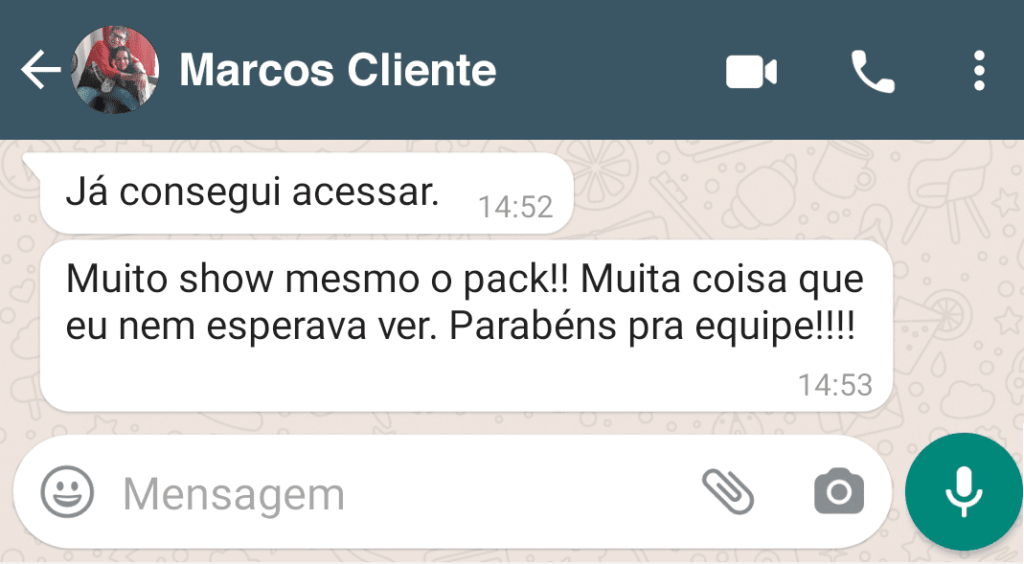 Marcos Cliente
Já consegui acessar.
14:52
Muito show mesmo o pack!! Muita coisa que
eu nem esperava ver. Parabéns pra equipe!!!!
14:53
Mensagem